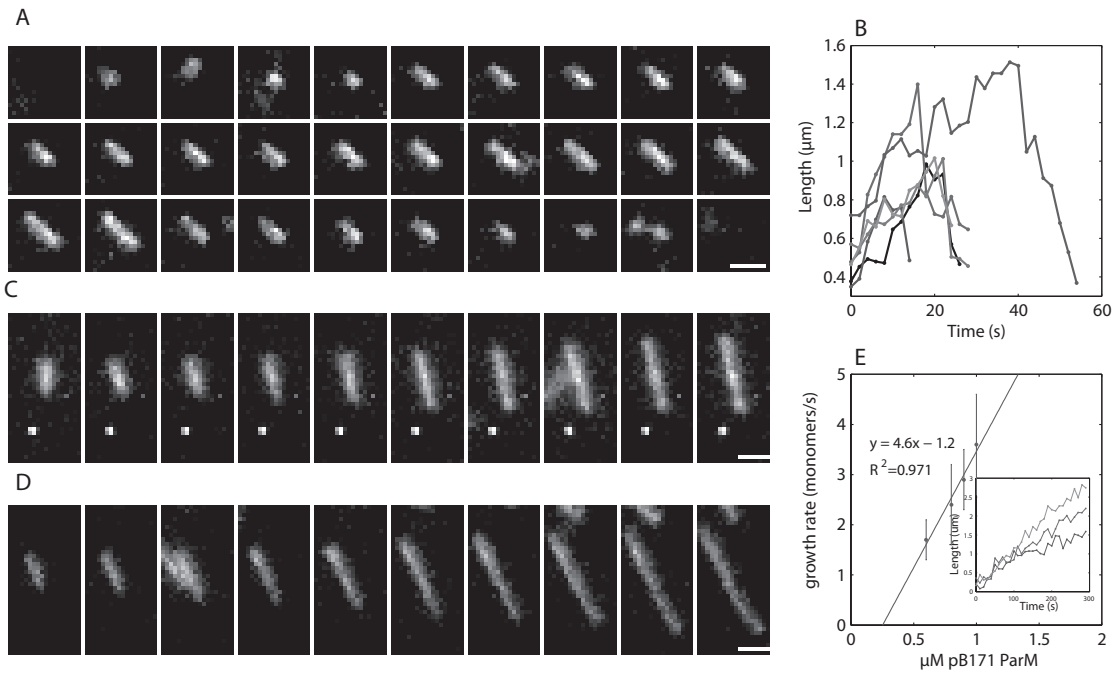 A
B
1.6
1.4
1.2
1
0.8
0.6
0.4
Length (µm)
0
20
40
60
Time (s)
C
D
E
5
4
3
2
1
0
growth rate (monomers/s)
y = 4.6x − 1.2
R²=0.971
3
2.5
2
1.5
1
0.5
0
Length (um)
0
100
200
300
Time (s)
0
0.5
1
1.5
2
µM pB171 ParM